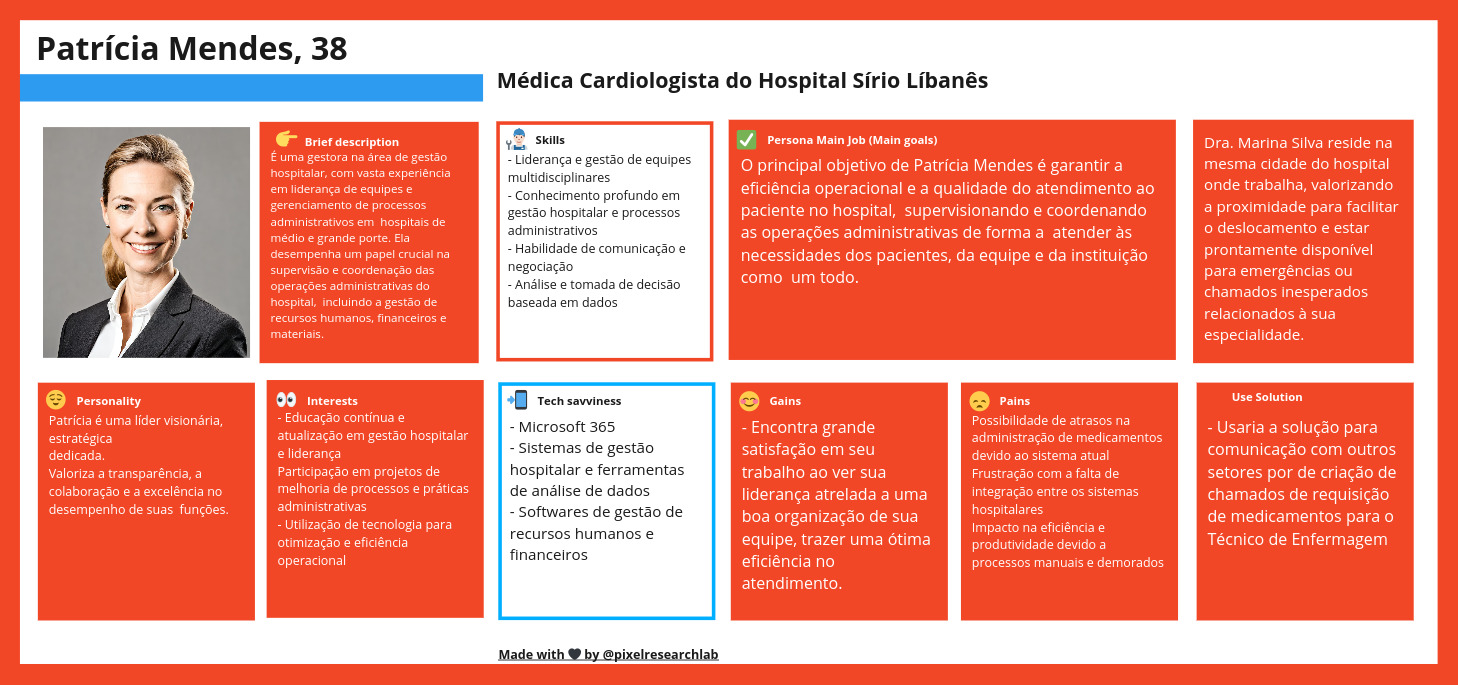 Patrícia Mendes, 38
Médica Cardiologista do Hospital Sírio Líbanês
Brief description
É uma gestora na área de gestão
hospitalar, com vasta experiência
em liderança de equipes e
gerenciamento de processos
administrativos em  hospitais de
médio e grande porte. Ela
desempenha um papel crucial na
supervisão e coordenação das
operações administrativas do
hospital,  incluindo a gestão de
recursos humanos, financeiros e
materiais.
Skills
- Liderança e gestão de equipes
multidisciplinares
- Conhecimento profundo em
gestão hospitalar e processos
administrativos
- Habilidade de comunicação e
negociação
- Análise e tomada de decisão
baseada em dados
Persona Main Job (Main goals)
O principal objetivo de Patrícia Mendes é garantir a
eficiência operacional e a qualidade do atendimento ao
paciente no hospital,  supervisionando e coordenando
as operações administrativas de forma a  atender às
necessidades dos pacientes, da equipe e da instituição
como  um todo.
Dra. Marina Silva reside na
mesma cidade do hospital
onde trabalha, valorizando
a proximidade para facilitar
o deslocamento e estar
prontamente disponível
para emergências ou
chamados inesperados
relacionados à sua
especialidade.
Personality
Patrícia é uma líder visionária,
estratégica
dedicada.
Valoriza a transparência, a
colaboração e a excelência no
desempenho de suas  funções.
Interests
- Educação contínua e
atualização em gestão hospitalar
e liderança
Participação em projetos de
melhoria de processos e práticas
administrativas
- Utilização de tecnologia para
otimização e eficiência
operacional
Tech savviness
- Microsoft 365
- Sistemas de gestão
hospitalar e ferramentas
de análise de dados
- Softwares de gestão de
recursos humanos e
financeiros
Gains
- Encontra grande
satisfação em seu
trabalho ao ver sua
liderança atrelada a uma
boa organização de sua
equipe, trazer uma ótima
eficiência no
atendimento.
Pains
Possibilidade de atrasos na
administração de medicamentos
devido ao sistema atual
Frustração com a falta de
integração entre os sistemas
hospitalares
Impacto na eficiência e
produtividade devido a
processos manuais e demorados
Use Solution
- Usaria a solução para
comunicação com outros
setores por de criação de
chamados de requisição
de medicamentos para o
Técnico de Enfermagem
Made with 🖤 by @pixelresearchlab